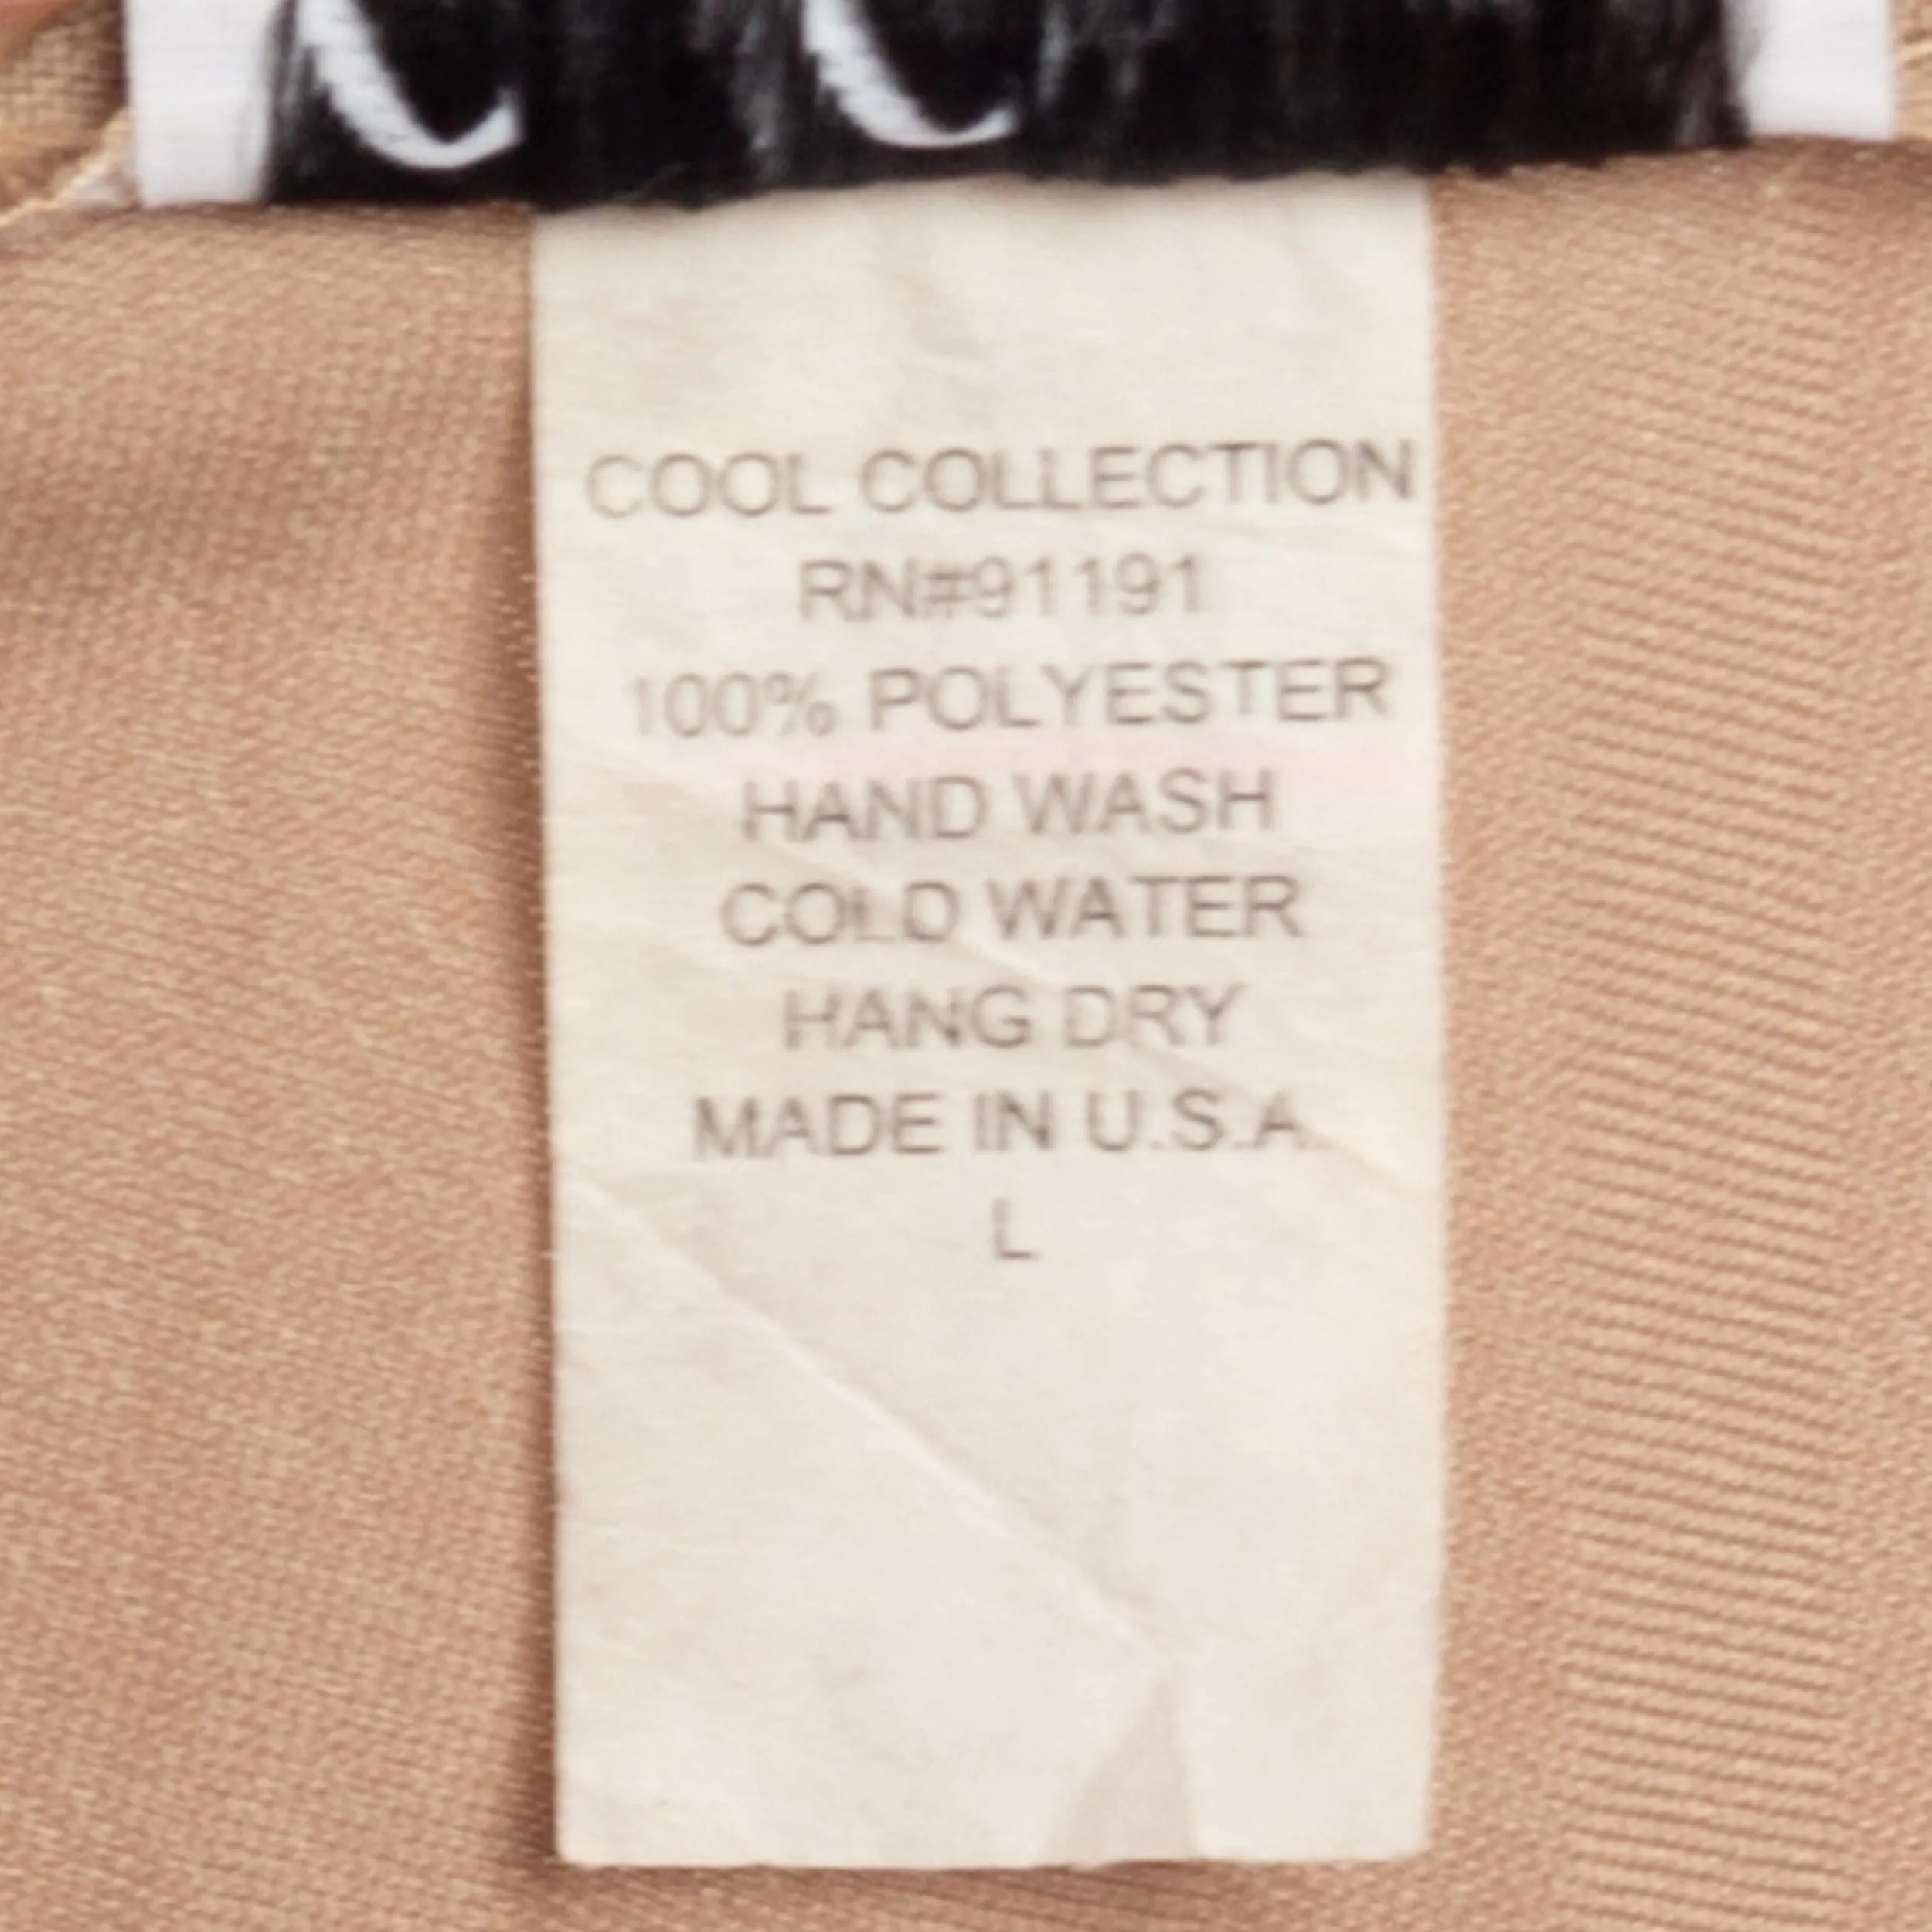 COOL COLLECTION
RN#91191
100% POLYESTER
HAND WASH
COLD WATER
HANG DRY
MADE IN U.S.A.
L